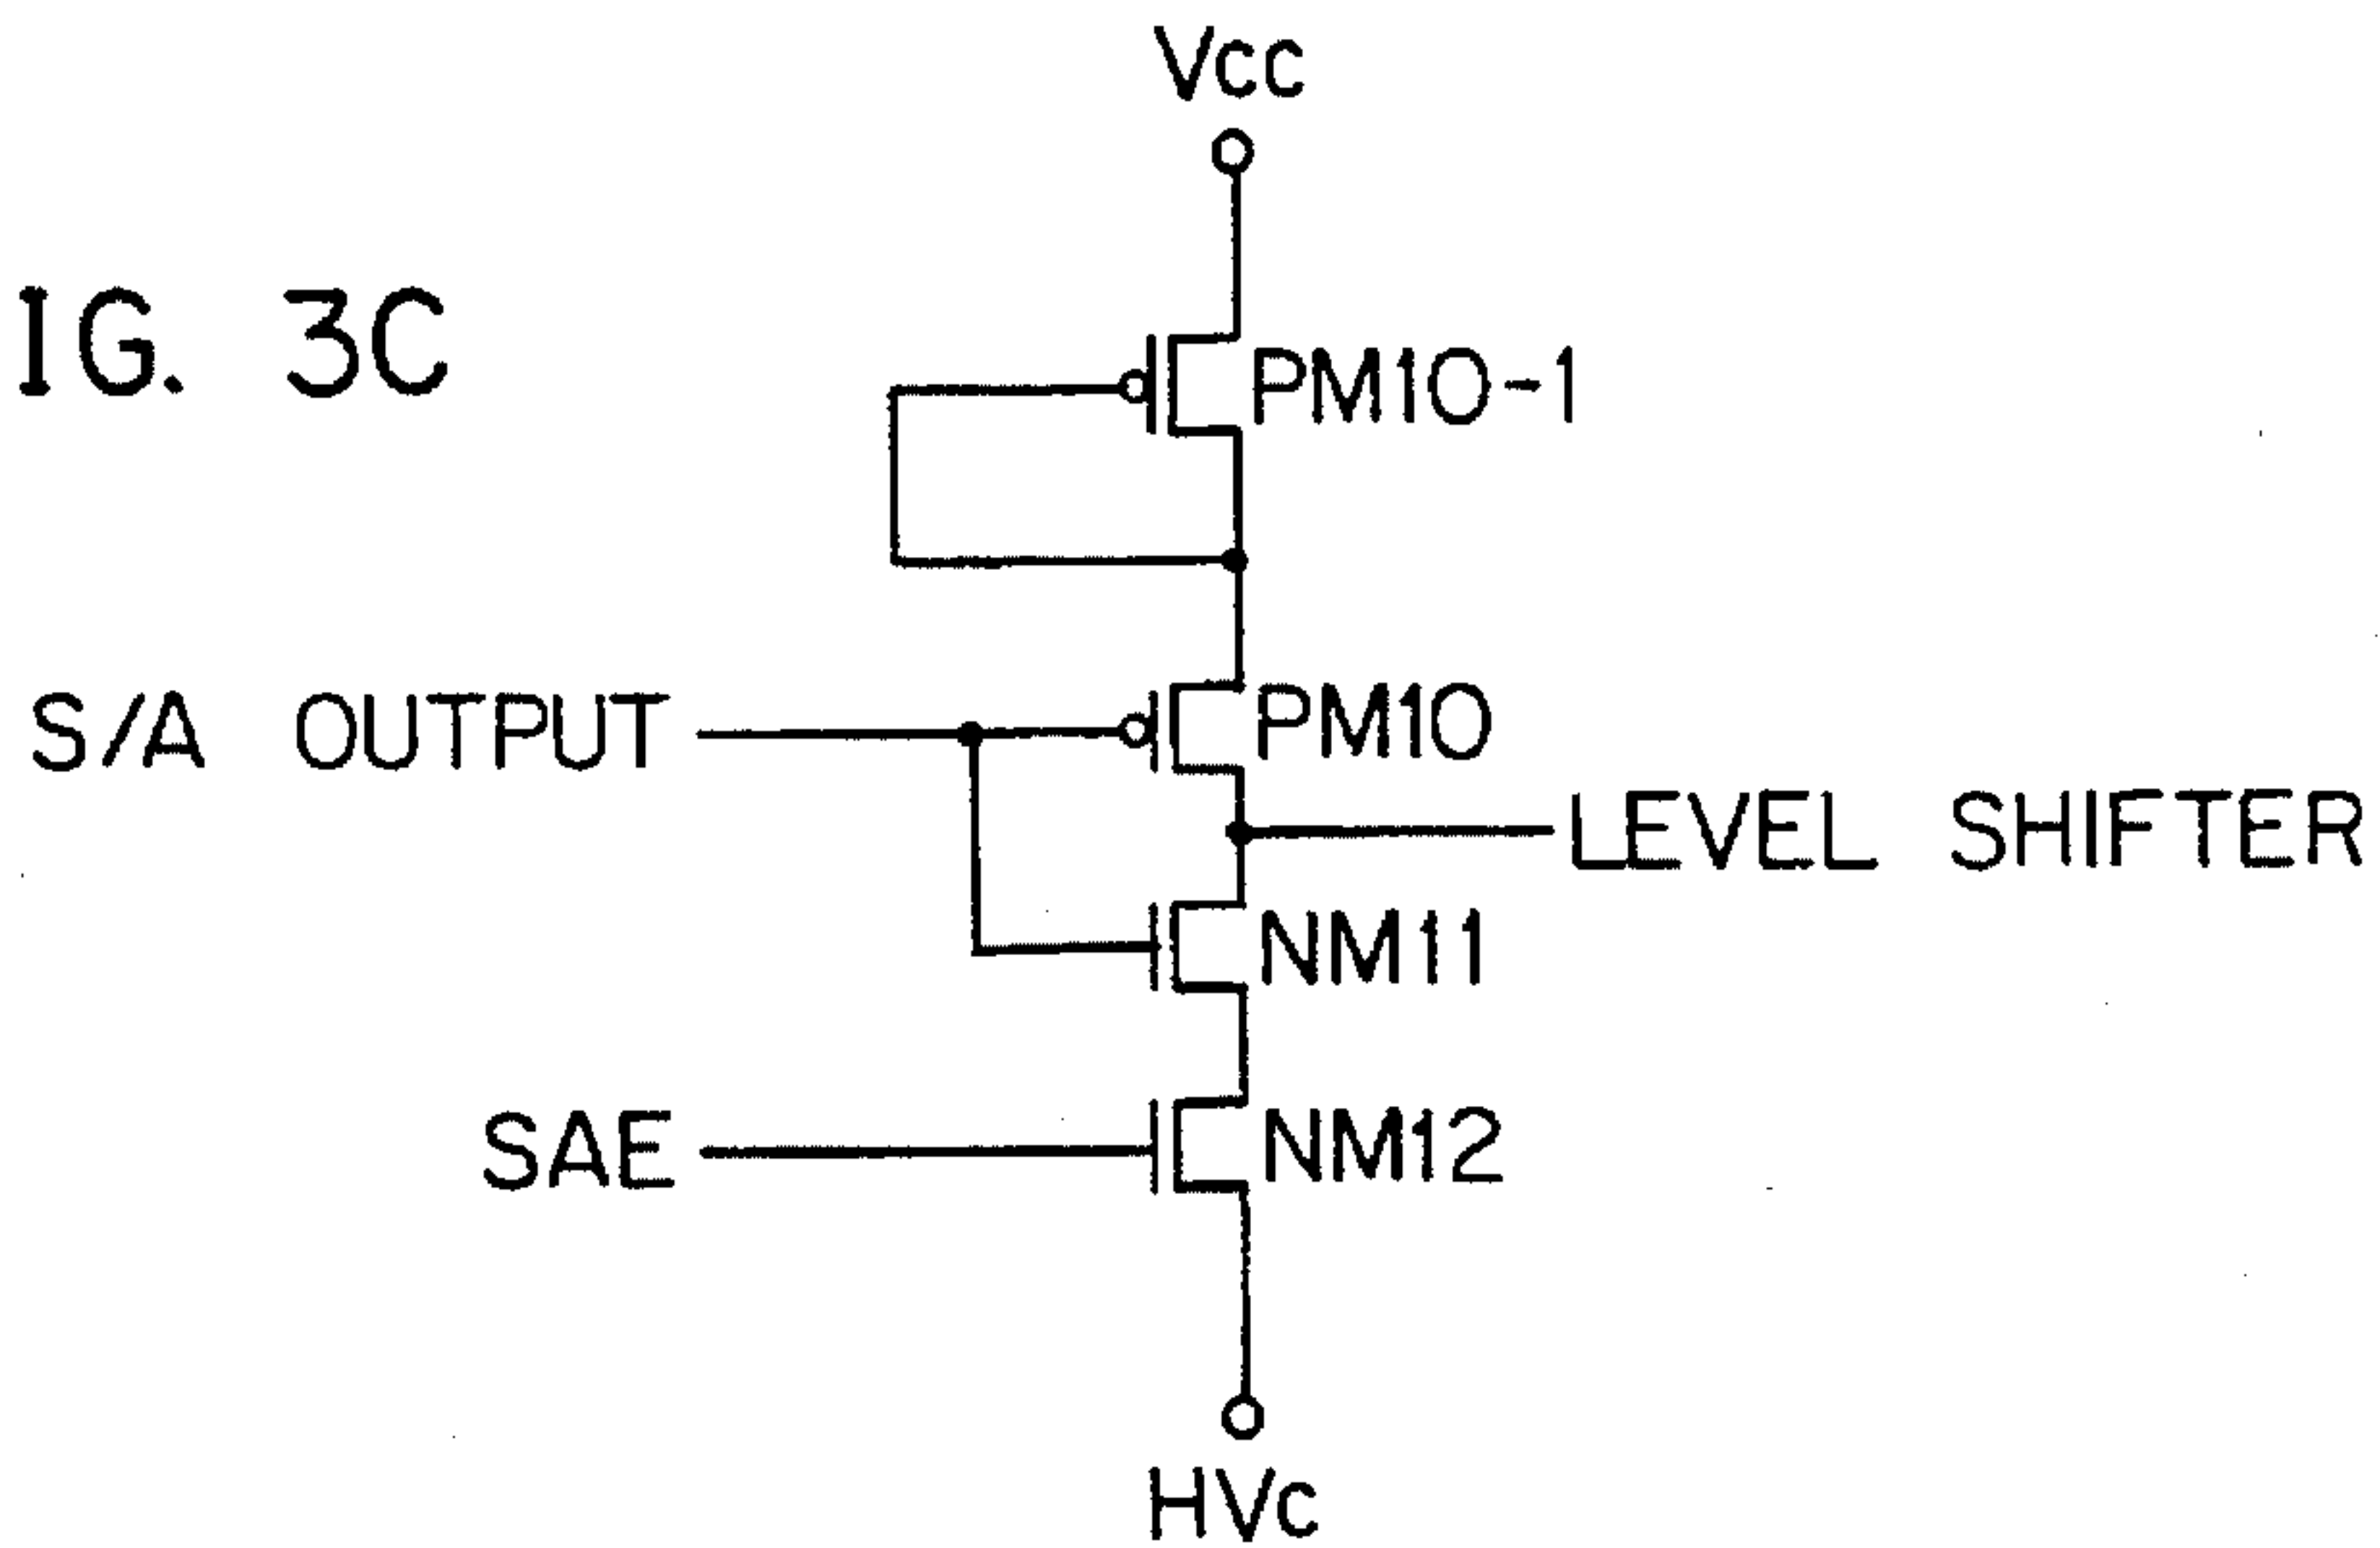 Vcc
IG. 3C
PM10-1
S/A OUTPUT
PM10
LEVEL SHIFTER
NM11
SAE
NM12
HVc